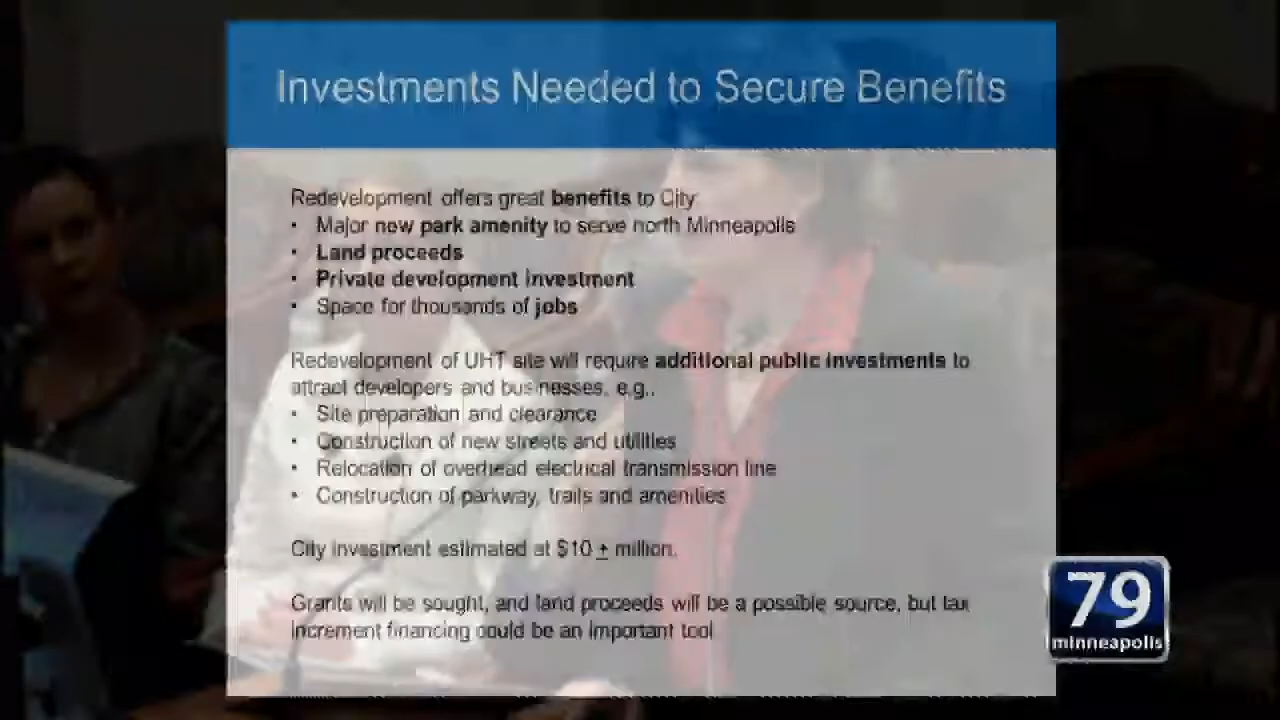 Investments Needed to Secure Benefits
Redevelopment offers great benefits to City
• Major new park amenity to serve north Minneapolis
• Land proceeds
• Private development investment
• Space for thousands of jobs
Redevelopment of UHT site will require additional public investments to
attract developers and businesses, e.g.,
• Site preparation and clearance
• Construction of new streets and utilities
• Relocation of overhead electrical transmission line
• Construction of parkway, trails and amenities
City investment estimated at $10 ± million.
Grants will be sought, and land proceeds will be a possible source, but tax
increment financing could be an important tool
79
minneapolis